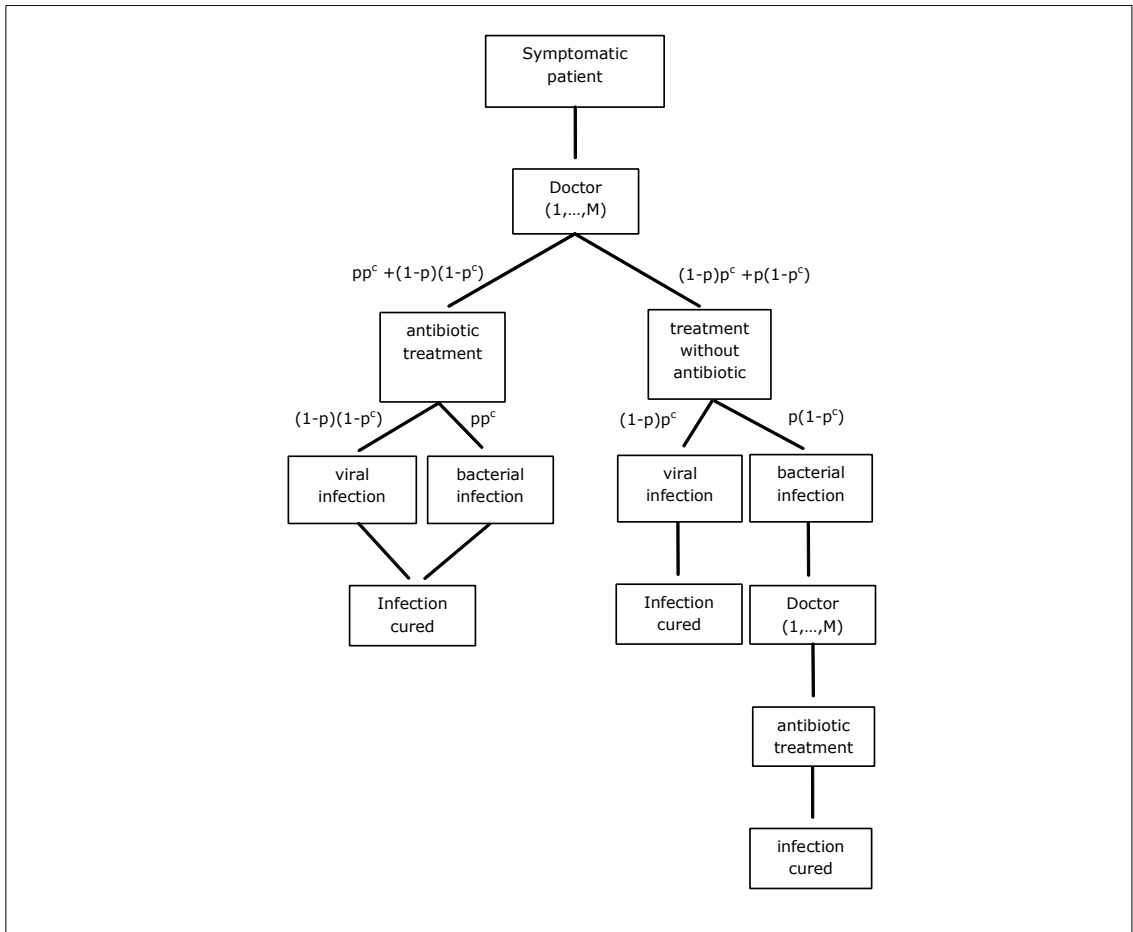 Symptomatic
patient
Doctor
(1,...,M)
pp^c +(1-p)(1-p^c)
(1-p)p^c +p(1-p^c)
antibiotic
treatment
treatment
without
antibiotic
(1-p)(1-p^c)
pp^c
(1-p)p^c
p(1-p^c)
viral
infection
bacterial
infection
viral
infection
bacterial
infection
Infection
cured
Infection
cured
Doctor
(1,...,M)
antibiotic
treatment
infection
cured